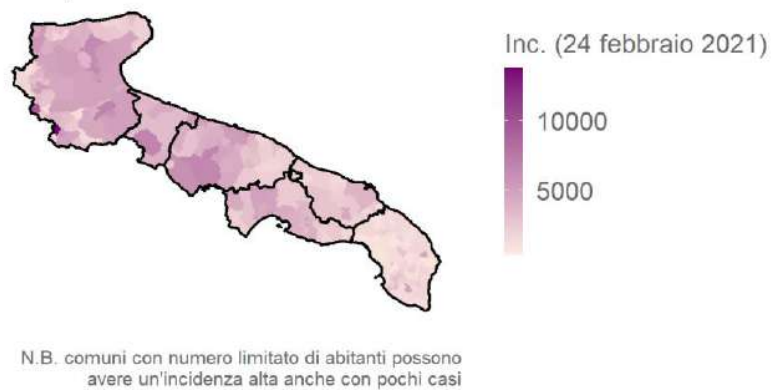 Inc. (24 febbraio 2021)
10000
5000
N.B. comuni con numero limitato di abitanti possono
avere un'incidenza alta anche con pochi casi